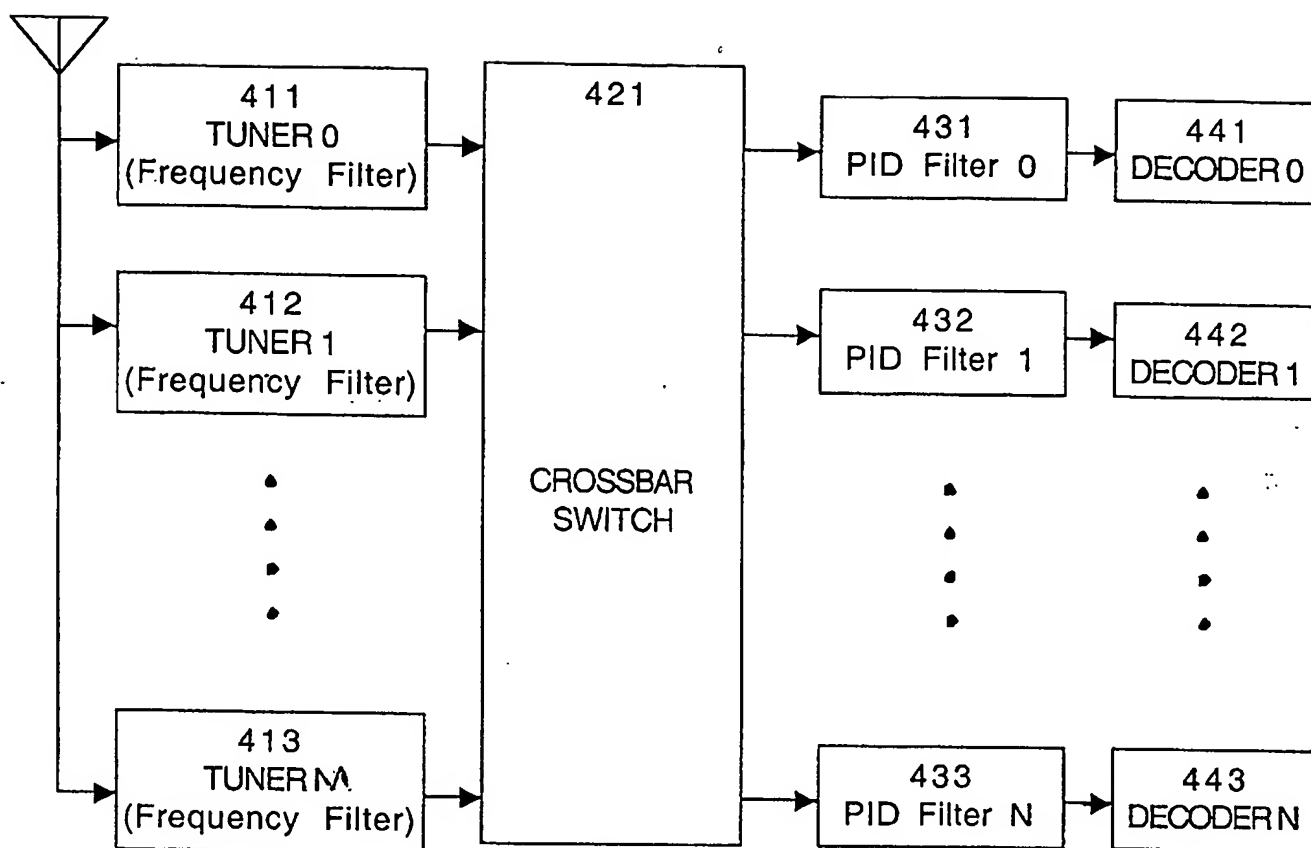 411
TUNER 0
(Frequency Filter)
412
TUNER 1
(Frequency Filter)
413
TUNER M
(Frequency Filter)
421
CROSSBAR
SWITCH
431
PID Filter 0
432
PID Filter 1
433
PID Filter N
441
DECODER 0
442
DECODER 1
443
DECODER N